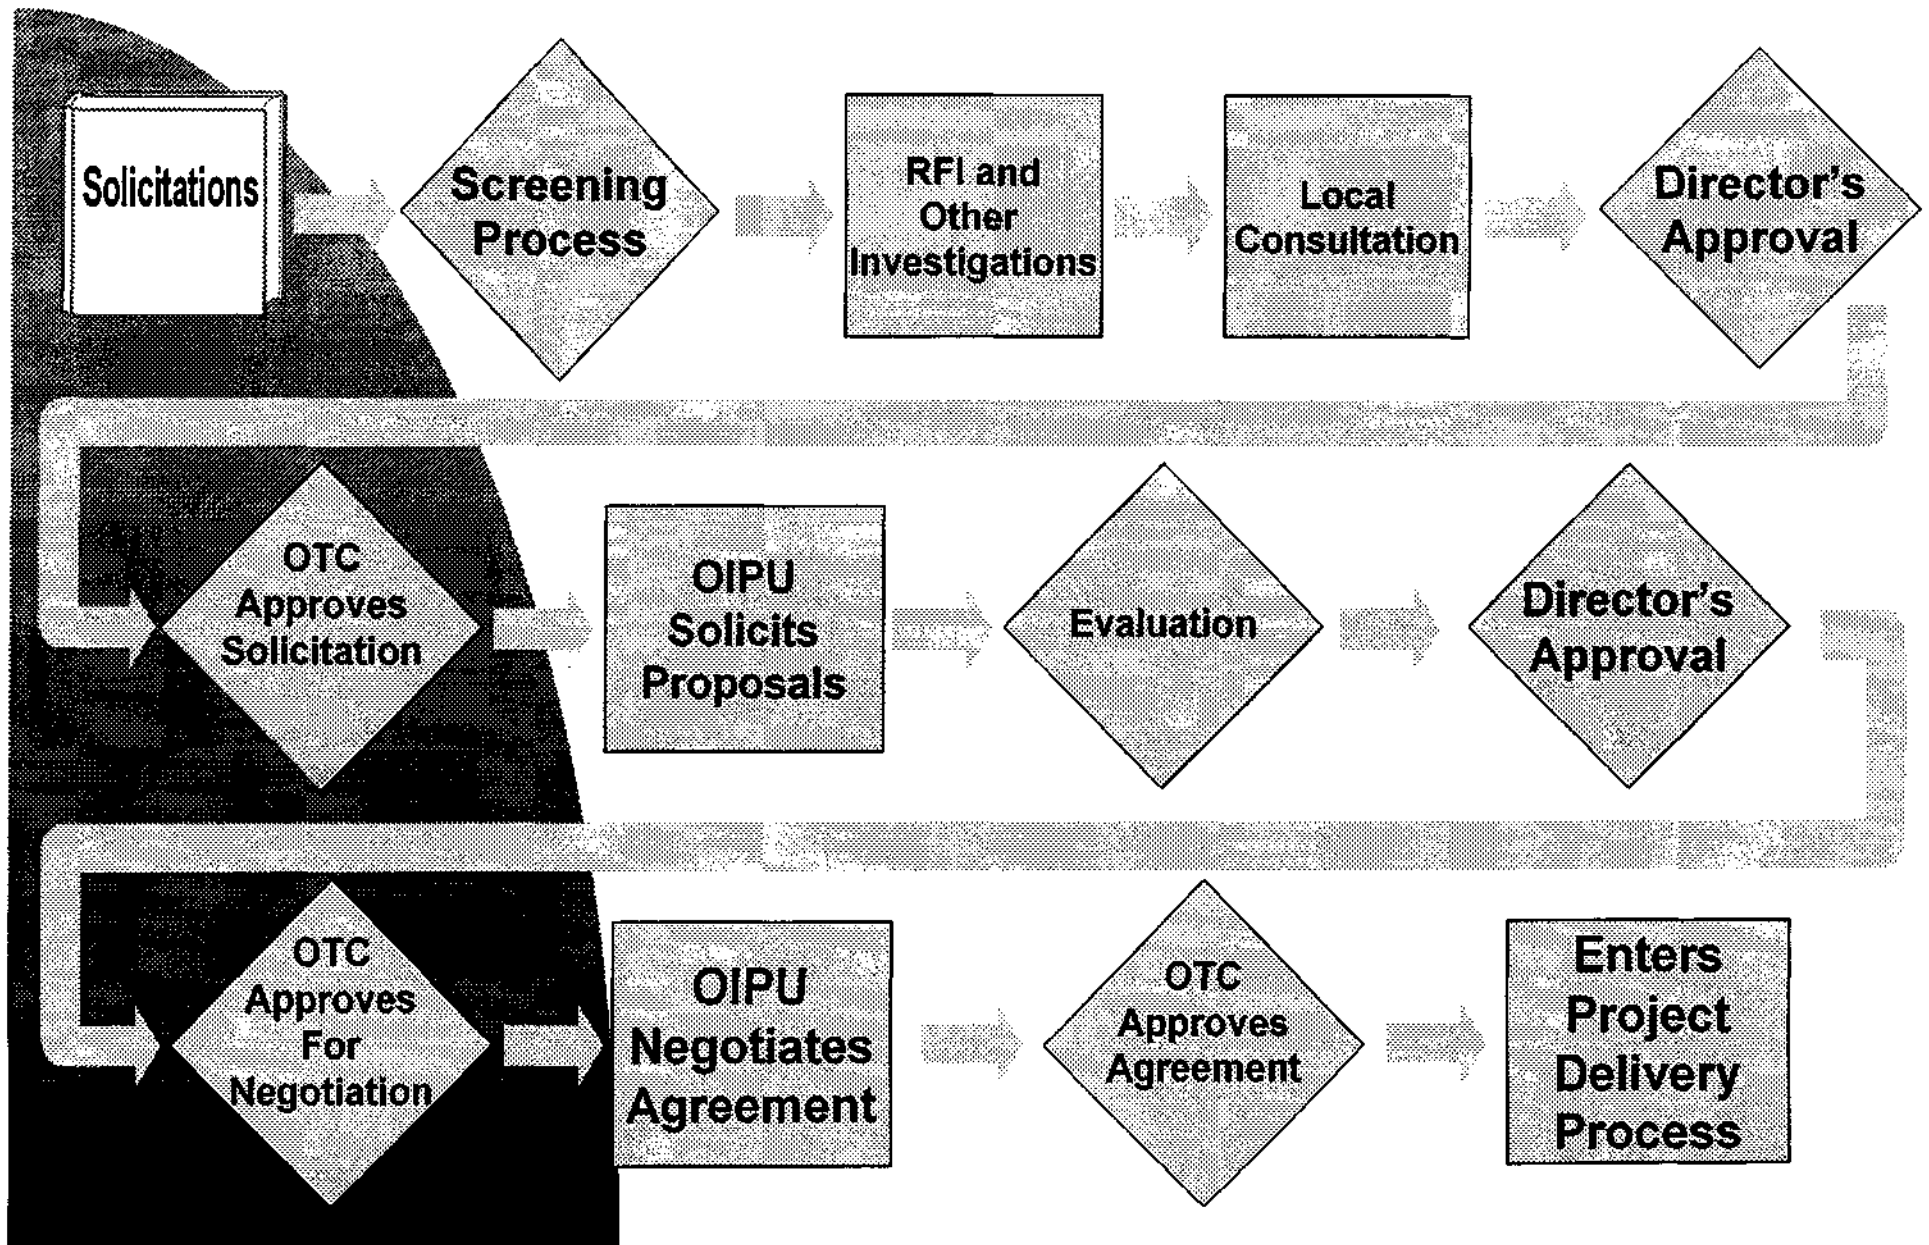 Solicitations
Screening
Process
RFI and
Other
Investigations
Local
Consultation
Director's
Approval
OTC
Approves
Solicitation
OIPU
Solicits
Proposals
Evaluation
Director's
Approval
OTC
Approves
For
Negotiation
OIPU
Negotiates
Agreement
OTC
Approves
Agreement
Enters
Project
Delivery
Process